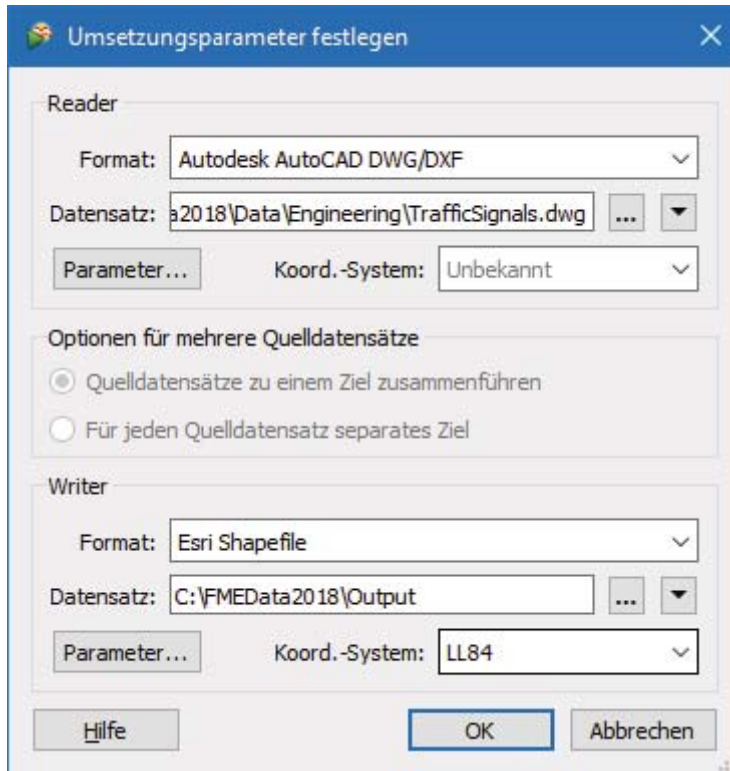 Umsetzungsparameter festlegen
Reader
Format: Autodesk AutoCAD DWG/DXF
Datensatz: a2018\Data\Engineering\TrafficSignals.dwg ...
Parameter... Koord.-System: Unbekannt
Optionen für mehrere Quelldatensätze
Quelldatensätze zu einem Ziel zusammenführen
Für jeden Quelldatensatz separates Ziel
Writer
Format: Esri Shapefile
Datensatz: C:\FMEData2018\Output ...
Parameter... Koord.-System: LL84
Hilfe OK Abbrechen